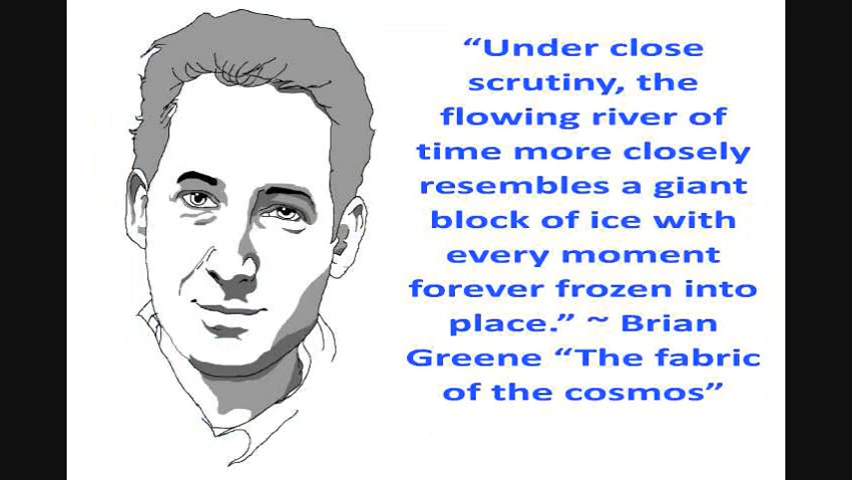 “Under close
scrutiny, the
flowing river of
time more closely
resembles a giant
block of ice with
every moment
forever frozen into
place.” ~ Brian
Greene “The fabric
of the cosmos”